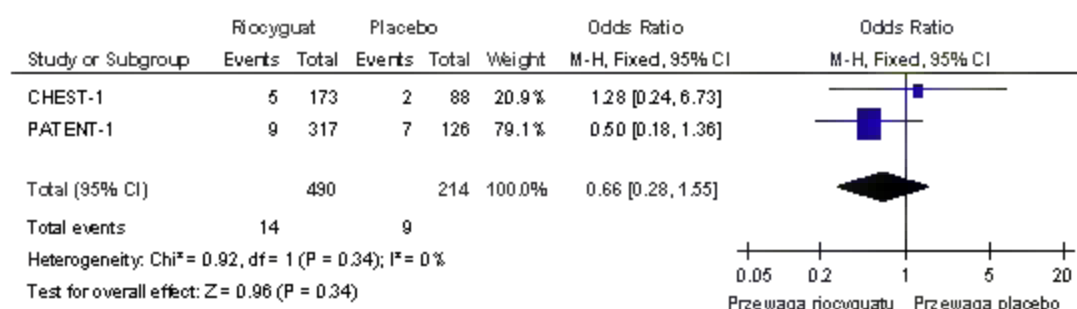 Riocyguat Placebo Odds Ratio Odds Ratio
Study or Subgroup Events Total Events Total Weight M-H, Fixed, 95% CI M-H, Fixed, 95% CI
CHEST-1 5 173 2 88 20.9% 1.28 [0.24, 6.73]
PATENT-1 9 317 7 126 79.1% 0.50 [0.18, 1.36]
Total (95% CI) 490 214 100.0% 0.66 [0.28, 1.55]
Total events 14 9
Heterogeneity: Chi² = 0.92, df = 1 (P = 0.34); I² = 0%
Test for overall effect: Z = 0.96 (P = 0.34)
0.05 0.2 1 5 20
Przewaga riocyguatu Przewaga placebo